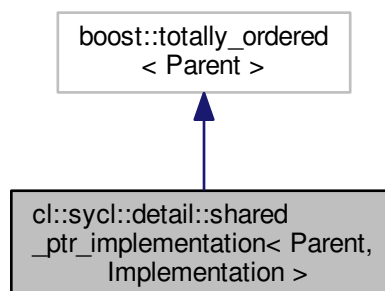 boost::totally_ordered
< Parent >
cl::sycl::detail::shared
_ptr_implementation< Parent,
Implementation >